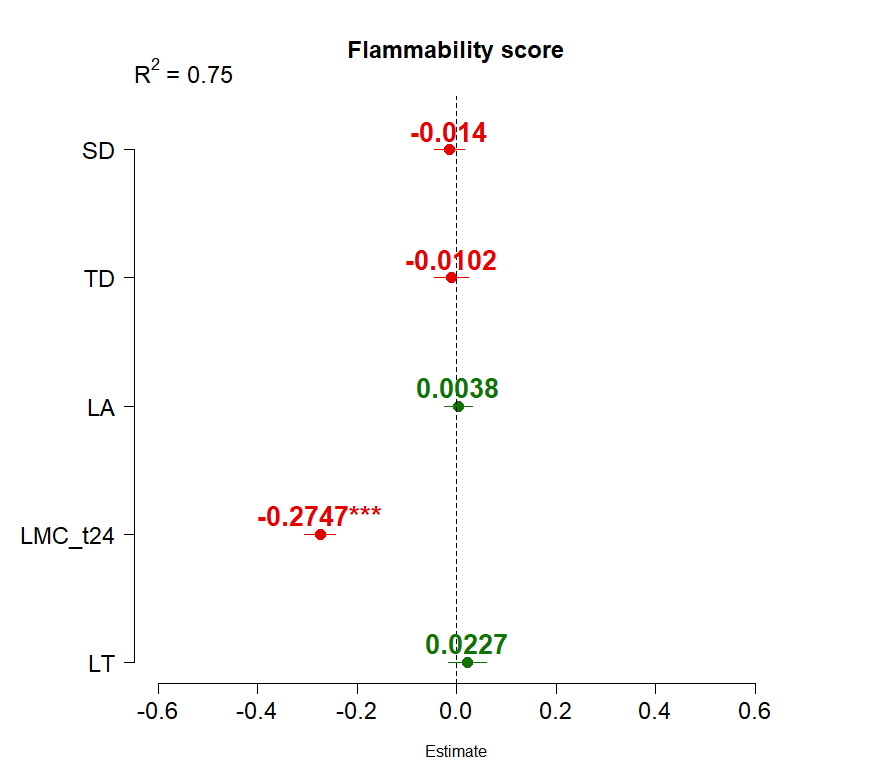 Flammability score
R² = 0.75
SD
-0.014
TD
-0.0102
LA
0.0038
LMC_t24
-0.2747***
LT
0.0227
-0.6 -0.4 -0.2 0.0 0.2 0.4 0.6
Estimate